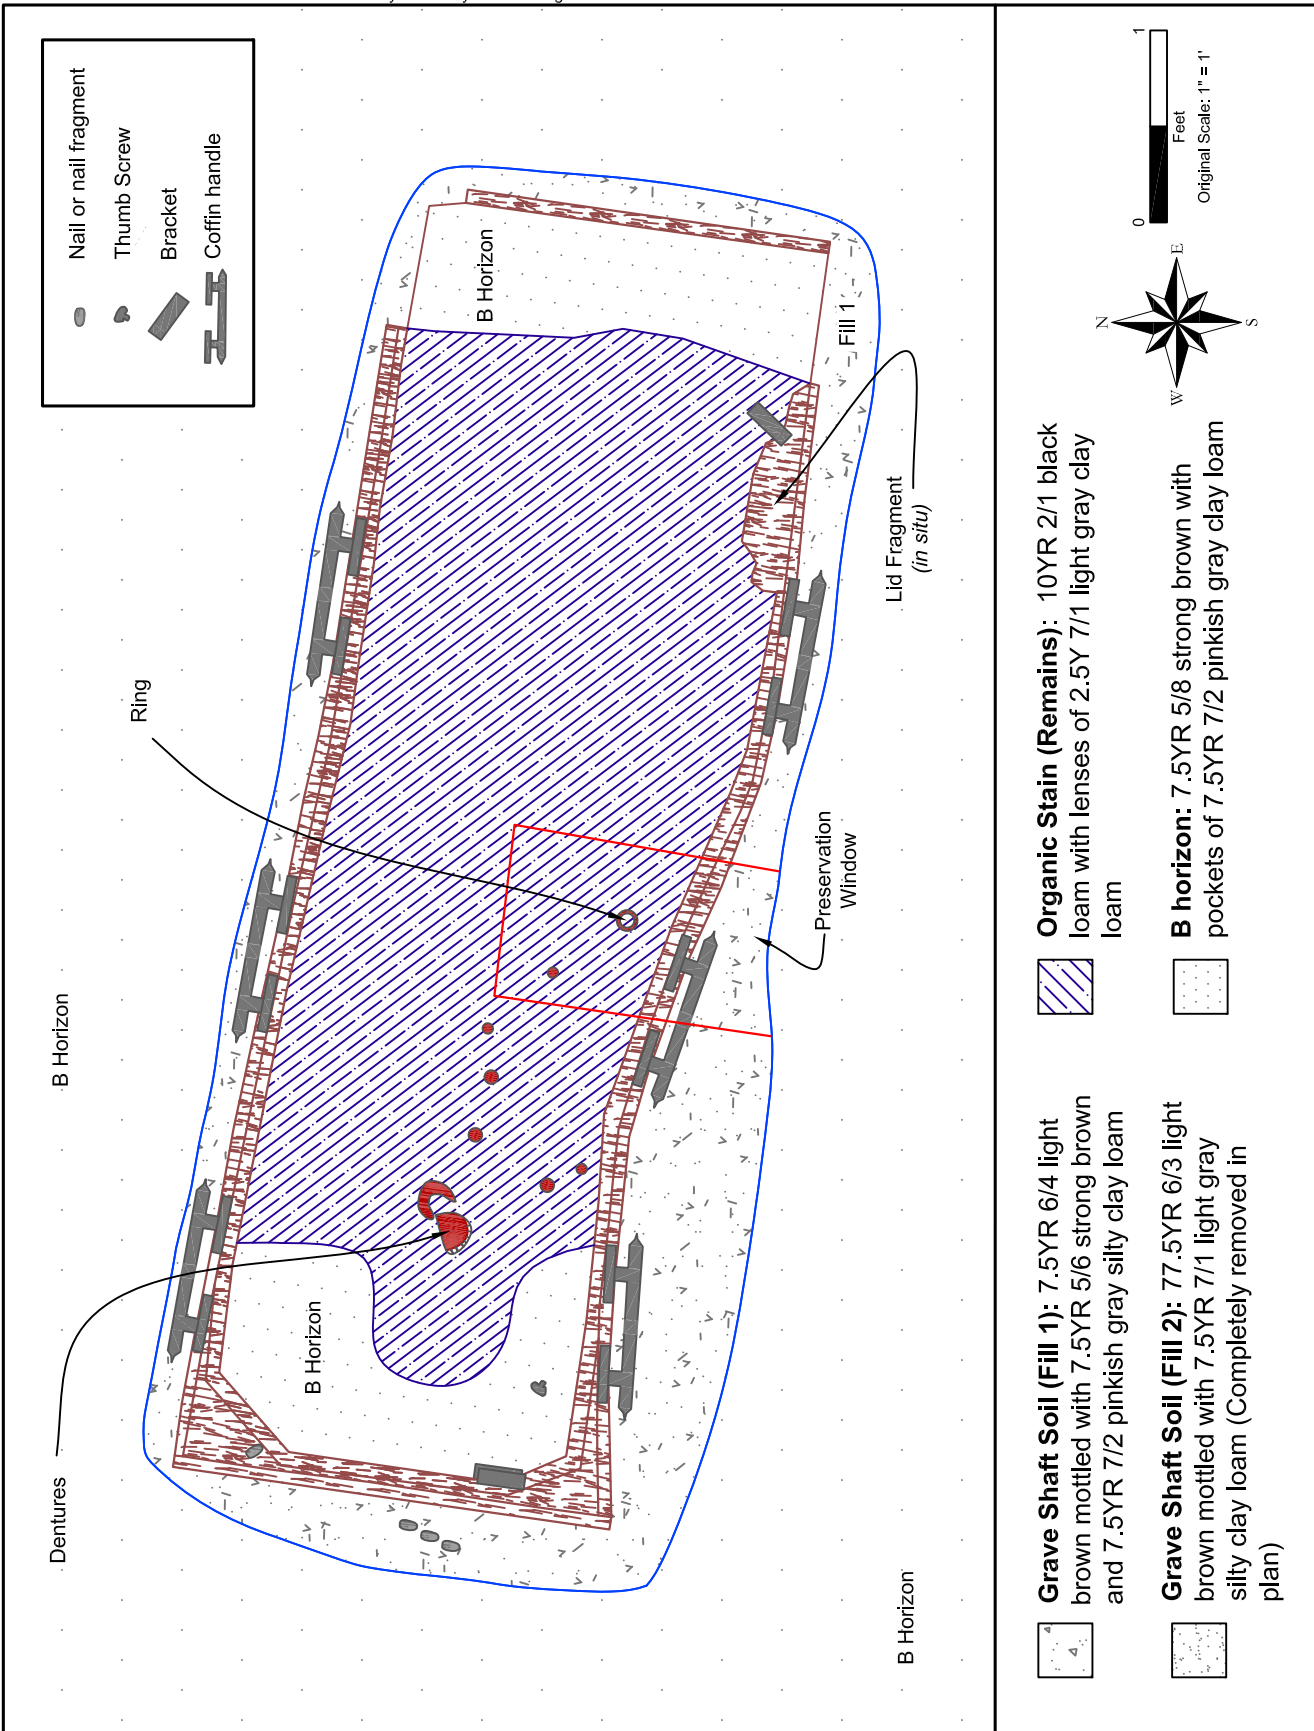 Nail or nail fragment
Thumb Screw
Bracket
Coffin handle
Dentures
B Horizon
Ring
B Horizon
B Horizon
Fill 1
Lid Fragment
(in situ)
Preservation
Window
B Horizon
B Horizon
Grave Shaft Soil (Fill 1): 7.5YR 6/4 light
brown mottled with 7.5YR 5/6 strong brown
and 7.5YR 7/2 pinkish gray silty clay loam
Grave Shaft Soil (Fill 2): 77.5YR 6/3 light
brown mottled with 7.5YR 7/1 light gray
silty clay loam (Completely removed in
plan)
Organic Stain (Remains): 10YR 2/1 black
loam with lenses of 2.5Y 7/1 light gray clay
loam
B horizon: 7.5YR 5/8 strong brown with
pockets of 7.5YR 7/2 pinkish gray clay loam
N
W
E
S
0
1
Feet
Original Scale: 1" = 1'